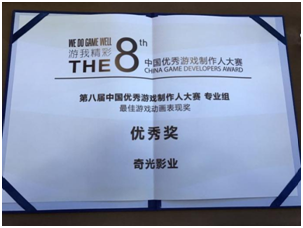 WE DO GAME WELL
游我精彩
THE 8th
中国优秀游戏制作人大赛
CHINA GAME DEVELOPERS AWARD
第八届中国优秀游戏制作人大赛 专业组
最佳游戏动画表现奖
优秀奖
奇光影业